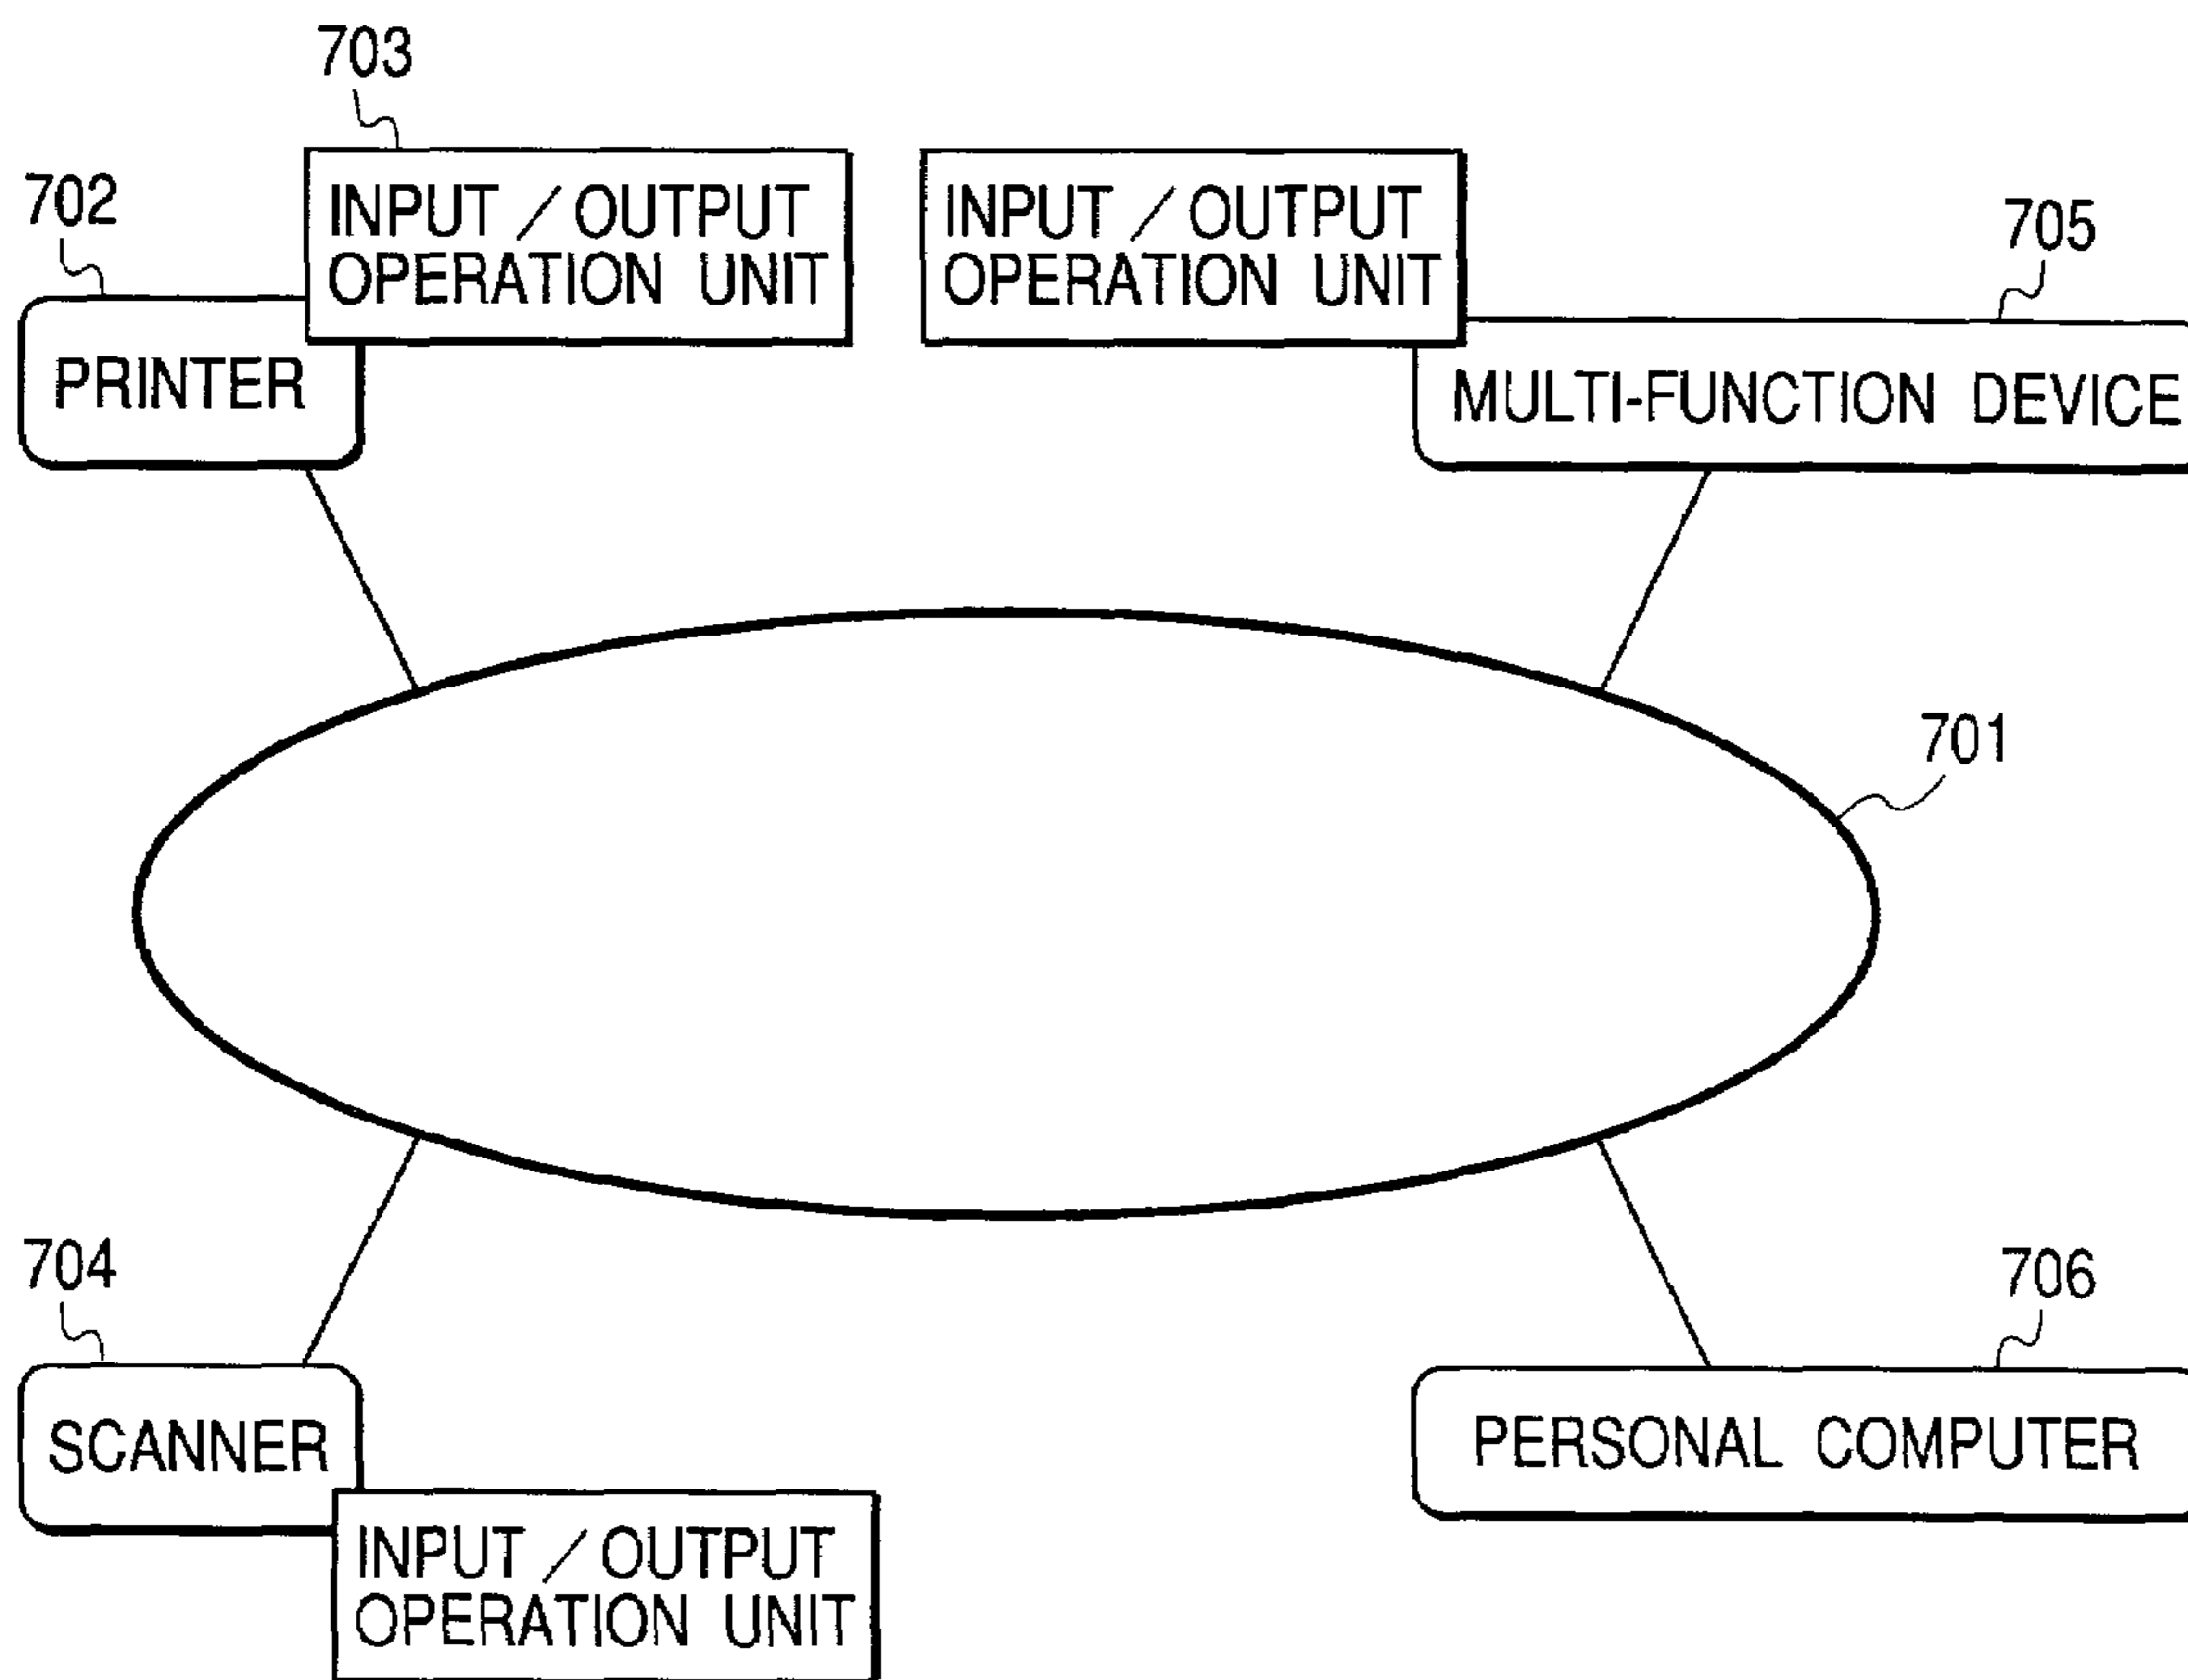 703
INPUT / OUTPUT
OPERATION UNIT
702
PRINTER
INPUT / OUTPUT
OPERATION UNIT
705
MULTI-FUNCTION DEVICE
701
704
SCANNER
INPUT / OUTPUT
OPERATION UNIT
706
PERSONAL COMPUTER